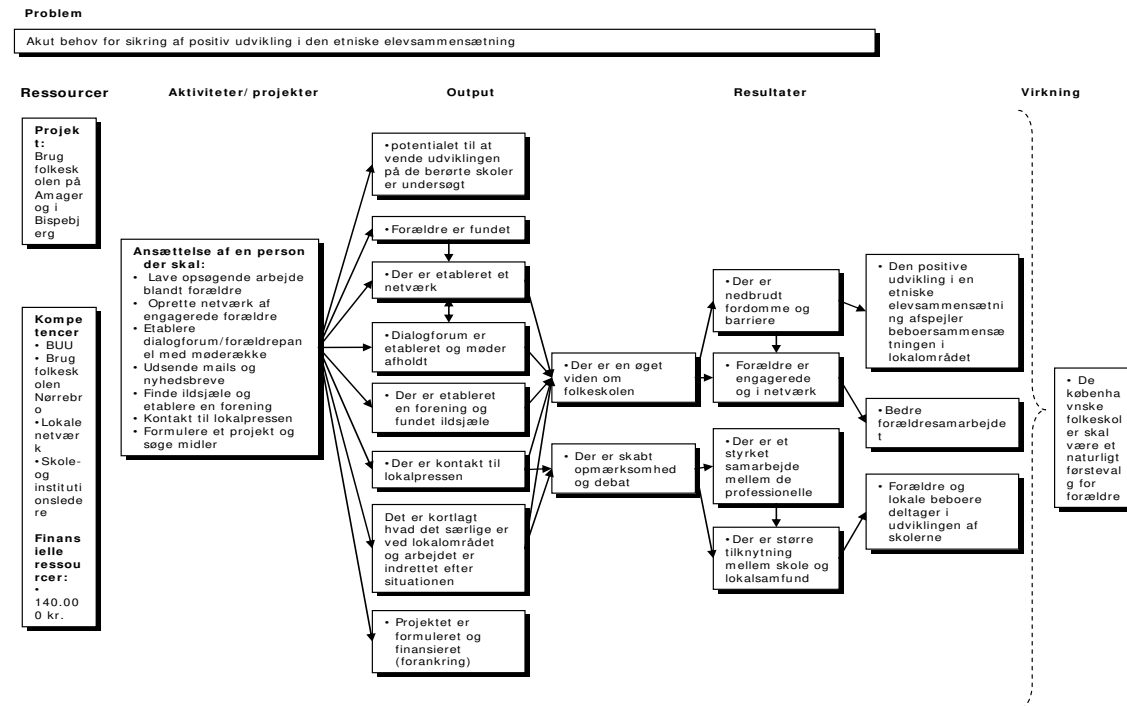 Problem
Akut behov for sikring af positiv udvikling i den etniske elevsammensætning
Ressourcer
Aktiviteter/ projekter
Output
Resultater
Virkning
Projek
t:
Brug
folkesk
olen på
Amager
og i
Bispebj
erg
Kompe
tencer
• BUU
• Brug
folkesk
olen
Nørrebr
o
•Lokale
netvær
k
•Skole-
og
instituti
onslede
re
Finans
ielle
ressou
rcer:
•
140.00
0 kr.
Ansættelse af en person
der skal:
• Lave opsøgende arbejde
blandt forældre
• Oprette netværk af
engagerede forældre
• Etablere
dialogforum/forældrepan
el med møderække
• Udsende mails og
nyhedsbreve
• Finde ildsjæle og
etablere en forening
• Kontakt til lokalpressen
• Formulere et projekt og
søge midler
•potentialet til at
vende udviklingen
på de berørte skoler
er undersøgt
•Forældre er fundet
•Der er etableret et
netværk
•Dialogforum er
etableret og møder
afholdt
•Der er etableret
en forening og
fundet ildsjæle
•Der er kontakt til
lokalpressen
Det er kortlagt
hvad det særlige er
ved lokalområdet
og arbejdet er
indrettet efter
situationen
• Projektet er
formuleret og
finansieret
(forankring)
• Der er en øget
viden om
folkeskolen
• Der er skabt
opmærksomhed
og debat
• Der er
nedbrudt
fordomme og
barriere
• Forældre er
engagerede
og i netværk
• Der er et
styrket
samarbejde
mellem de
professionelle
• Der er større
tilknytning
mellem skole og
lokalsamfund
• Den positive
udvikling i en
etniske
elevsammensætn
ing afspejler
beboersammensæ
tningen i
lokalområdet
• Bedre
forældresamarbejde
t
• Forældre og
lokale beboere
deltager i
udviklingen af
skolerne
• De
københa
vnske
folkeskol
er skal
være et
naturligt
førsteval
g for
forældre